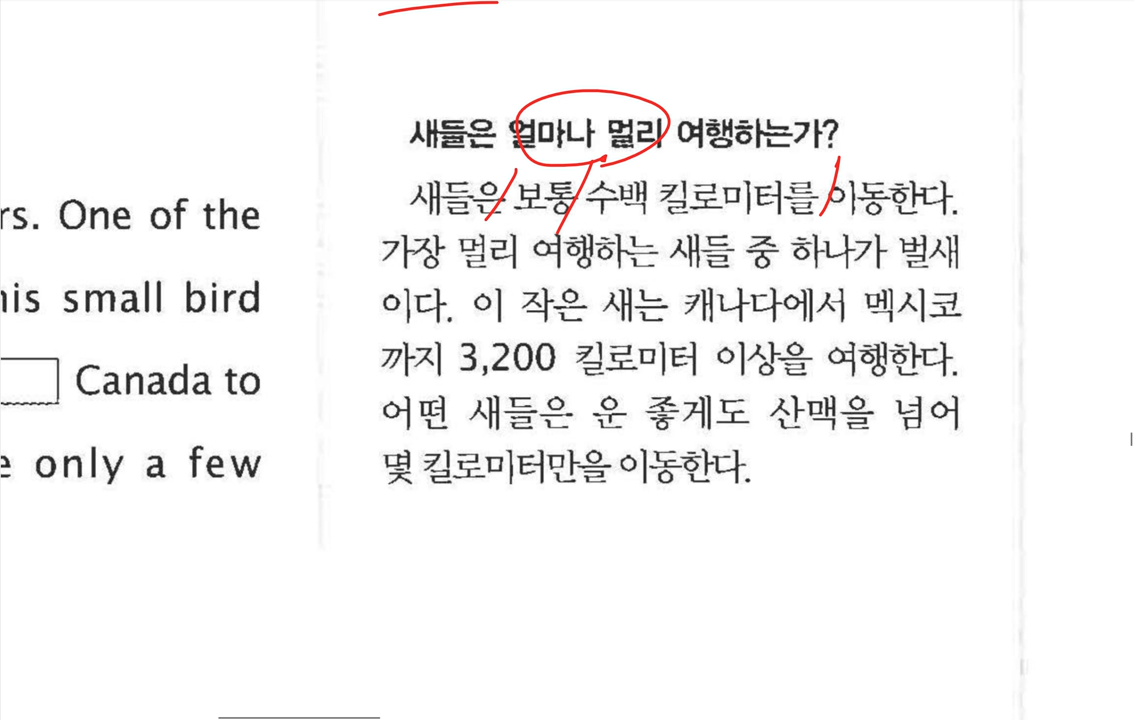 rs. One of the
his small bird
Canada to
e only a few
새들은 얼마나 멀리 여행하는가?
새들은 보통 수백 킬로미터를 이동한다.
가장 멀리 여행하는 새들 중 하나가 벌새
이다. 이 작은 새는 캐나다에서 멕시코
까지 3,200 킬로미터 이상을 여행한다.
어떤 새들은 운 좋게도 산맥을 넘어
몇 킬로미터만을 이동한다.